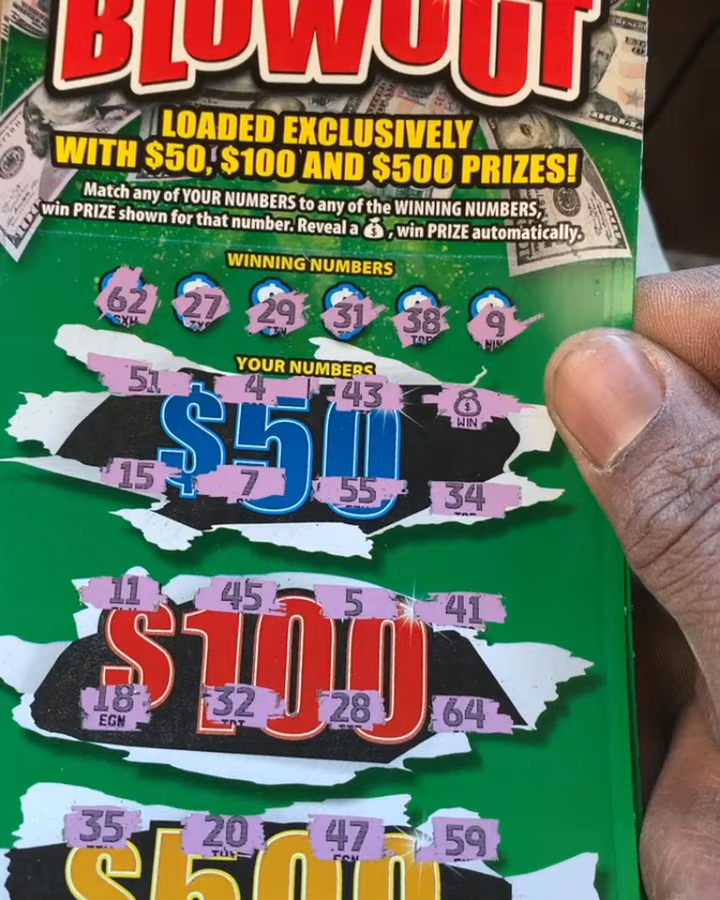 BLOWOUT
LOADED EXCLUSIVELY
WITH $50, $100 AND $500 PRIZES!
Match any of YOUR NUMBERS to any of the WINNING NUMBERS,
win PRIZE shown for that number. Reveal a , win PRIZE automatically.
WINNING NUMBERS
62 27 29 31 38 9
SXW
YOUR NUMBERS
51 4 43
WIN
$50
15 7 55 34
11 45 5 41
$100
18 32 28 64
EGN
35 20 47 59
$500